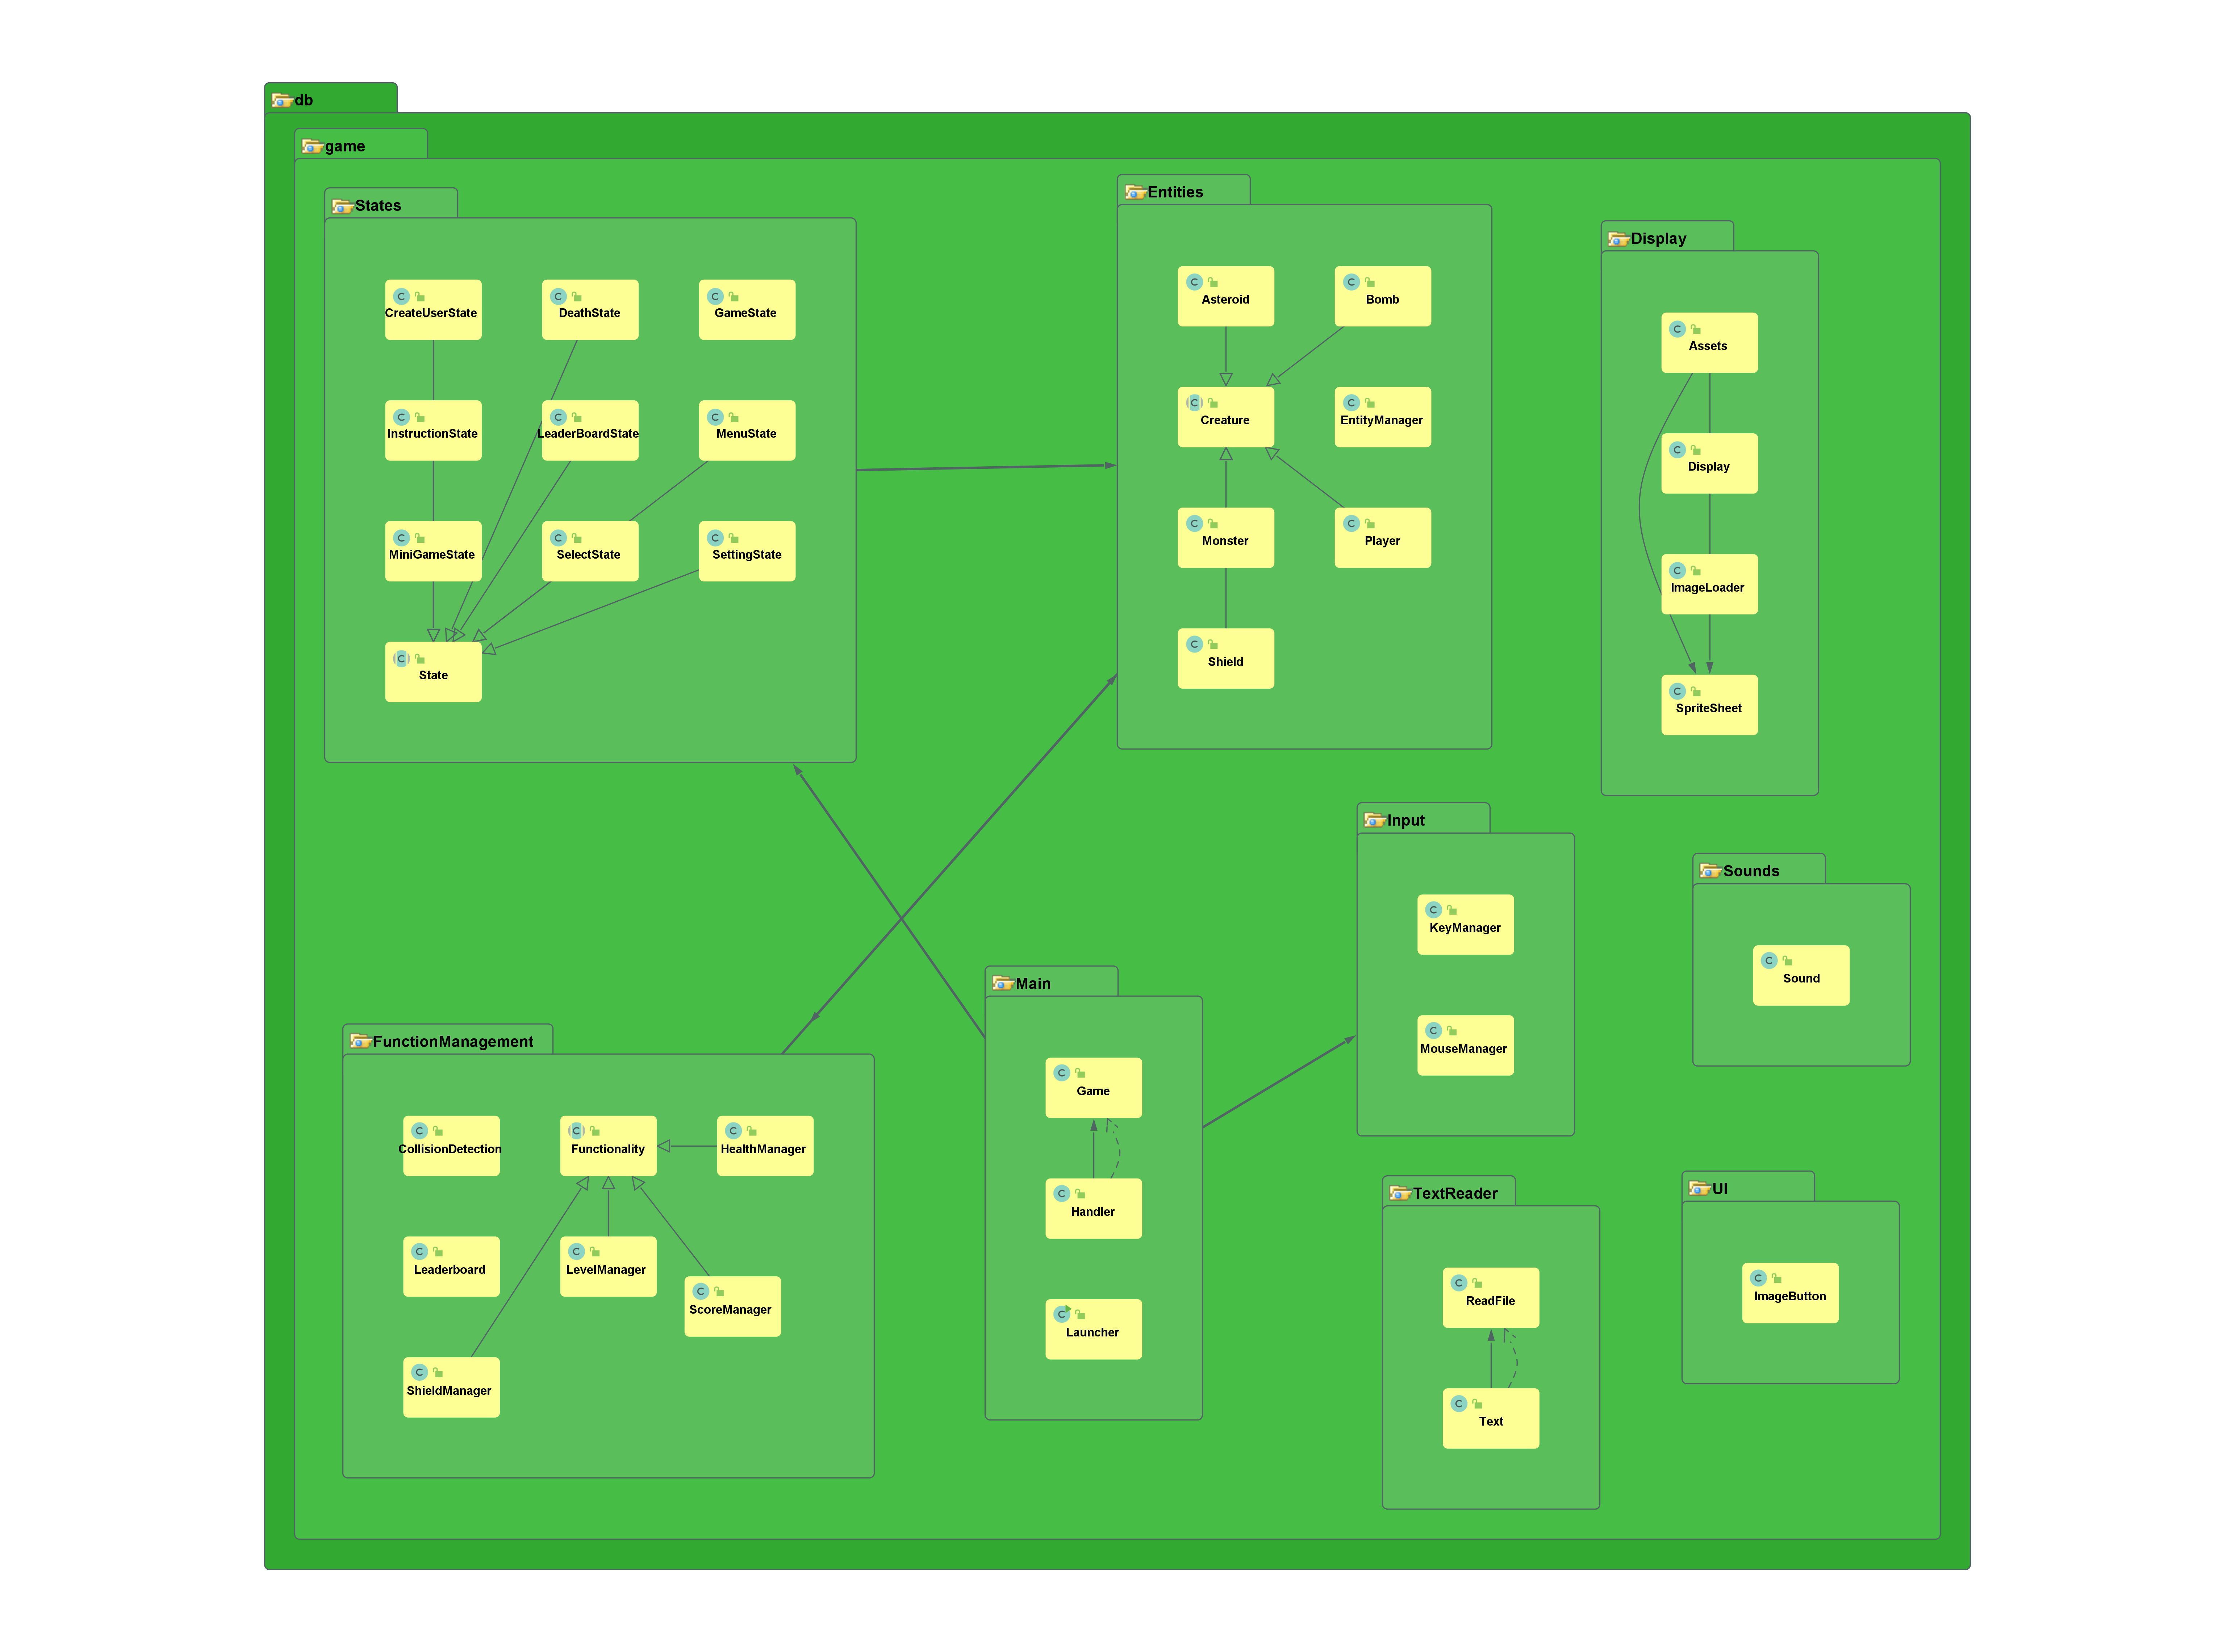 db
game
States
CreateUserState
DeathState
GameState
InstructionState
LeaderBoardState
MenuState
MiniGameState
SelectState
SettingState
State
Entities
Asteroid
Bomb
Creature
EntityManager
Monster
Player
Shield
Display
Assets
Display
ImageLoader
SpriteSheet
Input
KeyManager
MouseManager
Sounds
Sound
FunctionManagement
CollisionDetection
Functionality
HealthManager
Leaderboard
LevelManager
ScoreManager
ShieldManager
Main
Game
Handler
Launcher
TextReader
ReadFile
Text
UI
ImageButton